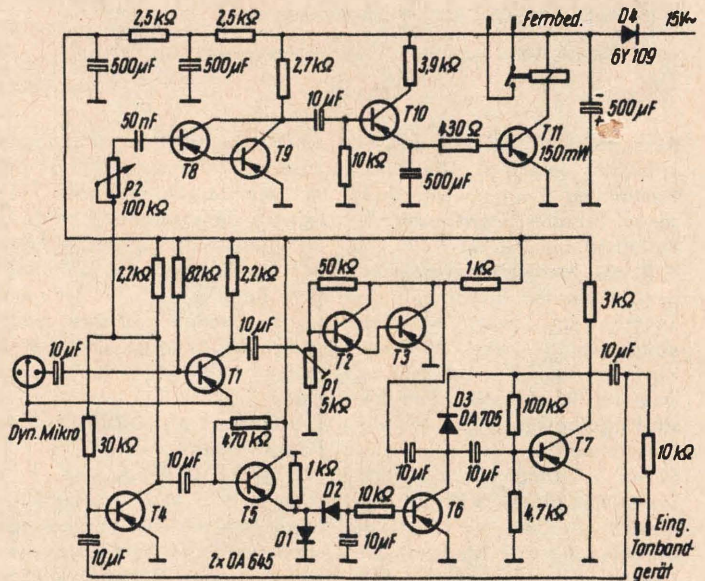 2,5kΩ
2,5kΩ
Fernbed.
D4
15V~
6Y 109
500µF
500µF
2,7kΩ
3,9kΩ
10µF
T10
50nF
T8
T9
10kΩ
430Ω
T11
150mW
-
+
500µF
P2
100kΩ
500µF
2,2kΩ
82kΩ
2,2kΩ
50kΩ
1kΩ
3kΩ
10µF
10µF
T1
P1
5kΩ
T2
T3
10µF
Dyn. Mikro
30kΩ
470kΩ
D3
OA705
100kΩ
T7
10kΩ
10µF
T4
T5
1kΩ
D2
10µF
10µF
10kΩ
T6
4,7kΩ
Eing.
Tonband-
gerät
10µF
D1
10µF
2x OA 645